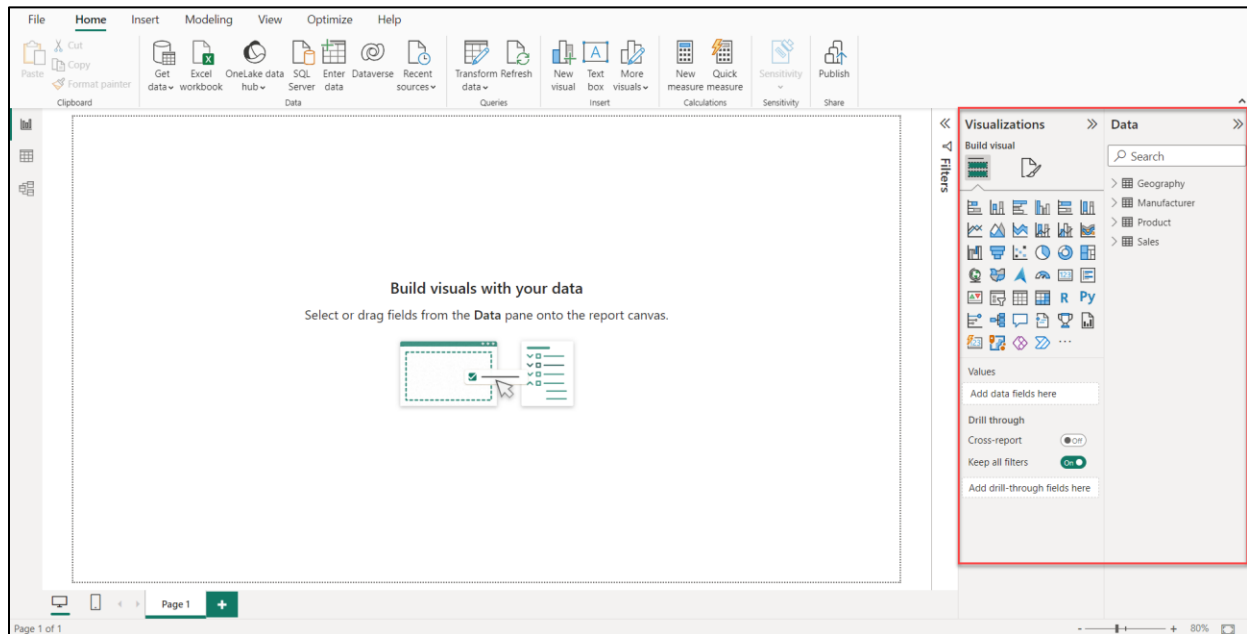 File Home Insert Modeling View Optimize Help
Paste
Cut
Copy
Format painter
Clipboard
Get data
Excel workbook
OneLake data hub
SQL Server
Enter data
Dataverse
Recent sources
Data
Transform data
Refresh
Queries
New visual
Text box
More visuals
Insert
New measure
Quick measure
Calculations
Sensitivity
Sensitivity
Publish
Share
Build visuals with your data
Select or drag fields from the Data pane onto the report canvas.
Filters
Visualizations
Build visual
R Py
Values
Add data fields here
Drill through
Cross-report Off
Keep all filters On
Add drill-through fields here
Data
Search
Geography
Manufacturer
Product
Sales
Page 1
Page 1 of 1
80%